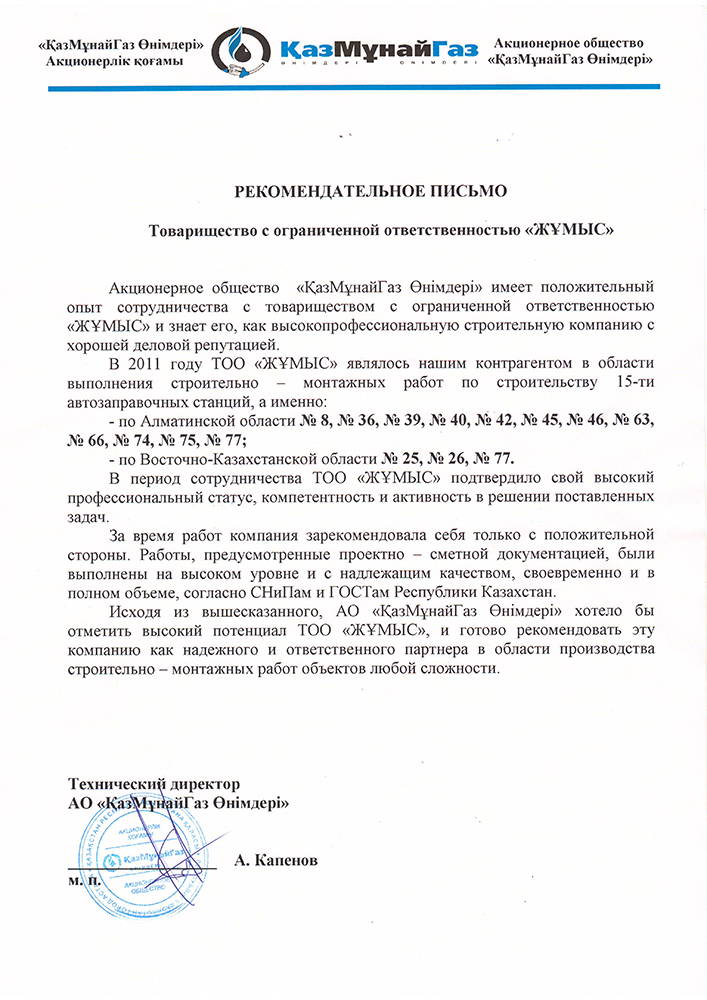 «ҚазМұнайГаз Өнімдері»
Акционерлік қоғамы
ҚазМұнайГаз
ӨНІМДЕРІ ӨНІМДЕРІ
Акционерное общество
«ҚазМұнайГаз Өнімдері»
РЕКОМЕНДАТЕЛЬНОЕ ПИСЬМО
Товарищество с ограниченной ответственностью «ЖҰМЫС»
Акционерное общество «ҚазМұнайГаз Өнімдері» имеет положительный
опыт сотрудничества с товариществом с ограниченной ответственностью
«ЖҰМЫС» и знает его, как высокопрофессиональную строительную компанию с
хорошей деловой репутацией.
В 2011 году ТОО «ЖҰМЫС» являлось нашим контрагентом в области
выполнения строительно – монтажных работ по строительству 15-ти
автозаправочных станций, а именно:
- по Алматинской области № 8, № 36, № 39, № 40, № 42, № 45, № 46, № 63,
№ 66, № 74, № 75, № 77;
- по Восточно-Казахстанской области № 25, № 26, № 77.
В период сотрудничества ТОО «ЖҰМЫС» подтвердило свой высокий
профессиональный статус, компетентность и активность в решении поставленных
задач.
За время работ компания зарекомендовала себя только с положительной
стороны. Работы, предусмотренные проектно – сметной документацией, были
выполнены на высоком уровне и с надлежащим качеством, своевременно и в
полном объеме, согласно СНиПам и ГОСТам Республики Казахстан.
Исходя из вышесказанного, АО «ҚазМұнайГаз Өнімдері» хотело бы
отметить высокий потенциал ТОО «ЖҰМЫС», и готово рекомендовать эту
компанию как надежного и ответственного партнера в области производства
строительно – монтажных работ объектов любой сложности.
Технический директор
АО «ҚазМұнайГаз Өнімдері»
АКЦИОНЕРЛІК
ҚОҒАМЫ
ҚазМұнайГаз
АКЦИОНЕРНОЕ
ОБЩЕСТВО
А. Капенов
м. п.